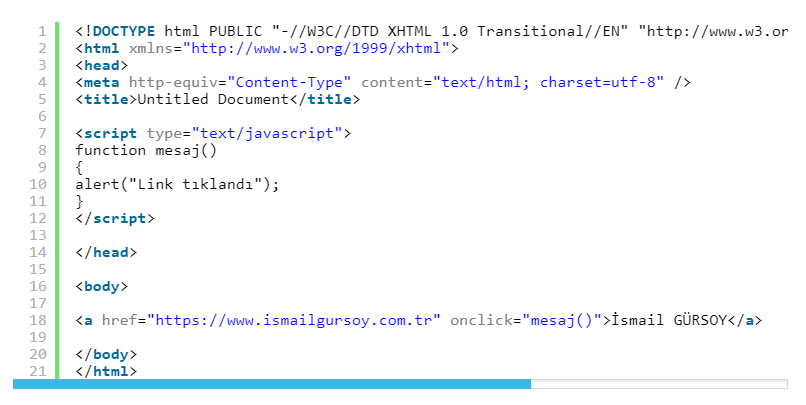 1 <!DOCTYPE html PUBLIC "-//W3C//DTD XHTML 1.0 Transitional//EN" "http://www.w3.or
2 <html xmlns="http://www.w3.org/1999/xhtml">
3 <head>
4 <meta http-equiv="Content-Type" content="text/html; charset=utf-8" />
5 <title>Untitled Document</title>
6
7 <script type="text/javascript">
8 function mesaj()
9 {
10 alert("Link tıklandı");
11 }
12 </script>
13
14 </head>
15
16 <body>
17
18 <a href="https://www.ismailgursoy.com.tr" onclick="mesaj()">İsmail GÜRSOY</a>
19
20 </body>
21 </html>